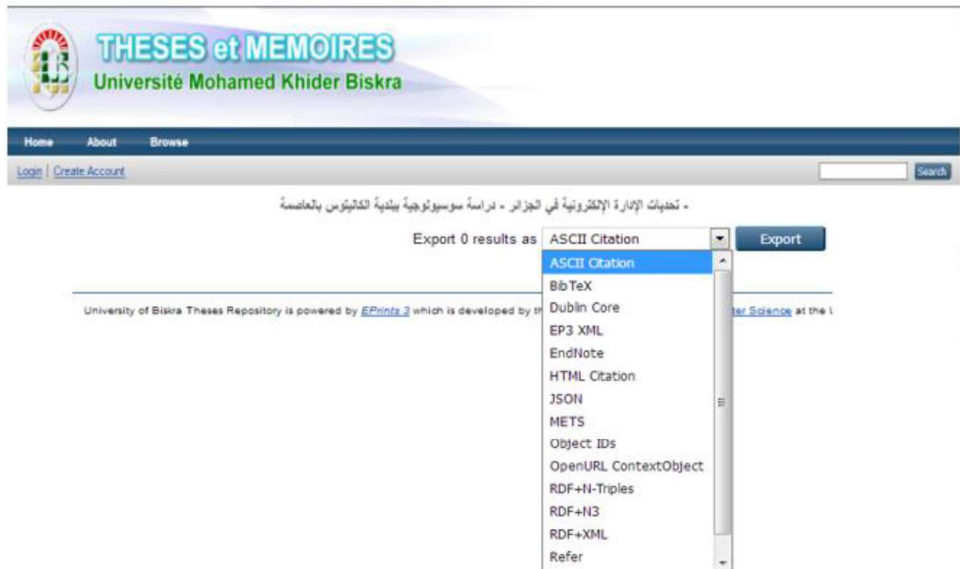 THESES et MEMOIRES
Université Mohamed Khider Biskra
Home About Browse
Login | Create Account
Search
- تحديات الإدارة الإلكترونية في الجزائر - دراسة سوسيولوجية ببلدية الكاليتوس بالعاصمة
Export 0 results as ASCII Citation Export
ASCII Citation
BibTeX
Dublin Core
EP3 XML
EndNote
HTML Citation
JSON
METS
Object IDs
OpenURL ContextObject
RDF+N-Triples
RDF+N3
RDF+XML
Refer
University of Biskra Theses Repository is powered by EPrints 3 which is developed by th ter Science at the